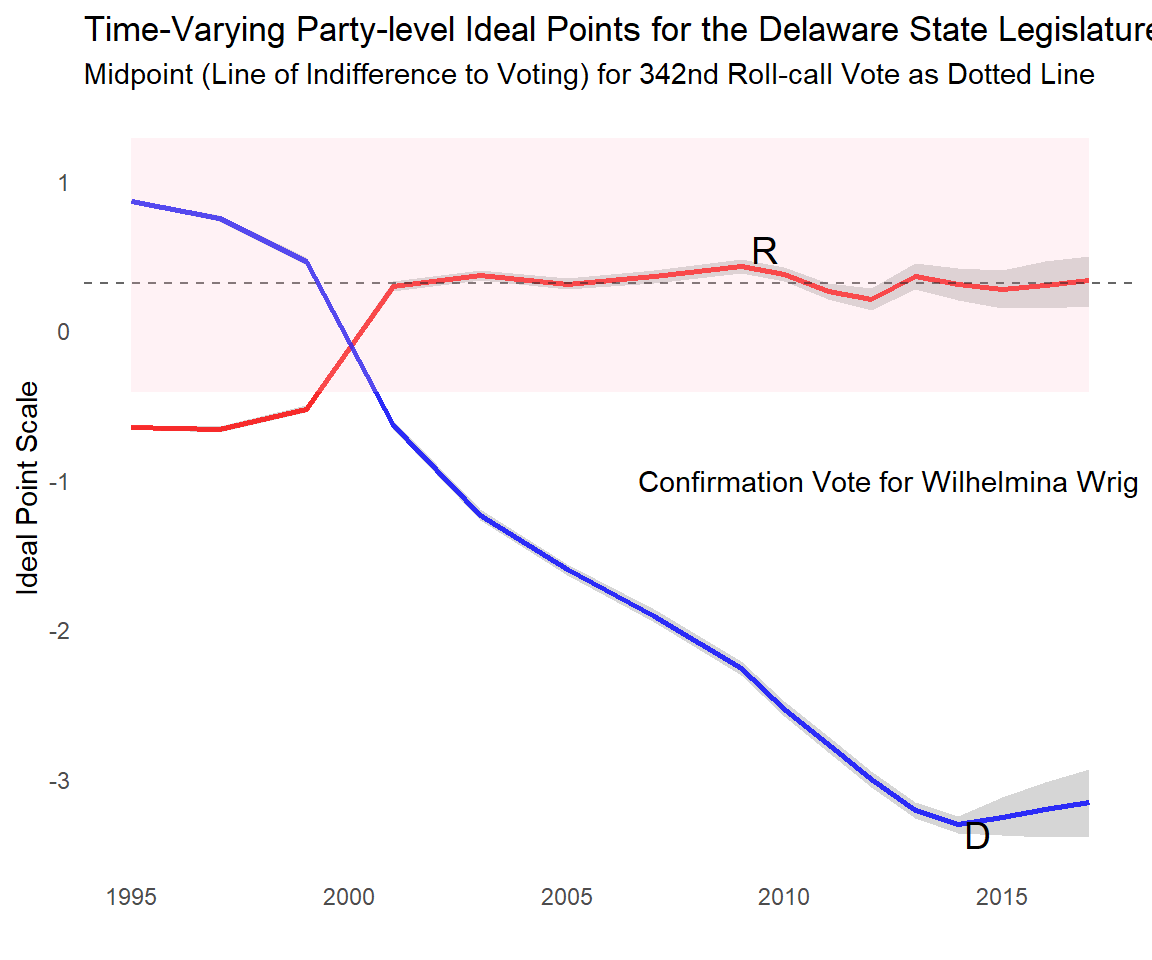 Time-Varying Party-level Ideal Points for the Delaware State Legislature
Midpoint (Line of Indifference to Voting) for 342nd Roll-call Vote as Dotted Line
1
R
0
Ideal Point Scale
-1
Confirmation Vote for Wilhelmina Wrig
-2
-3
D
1995 2000 2005 2010 2015